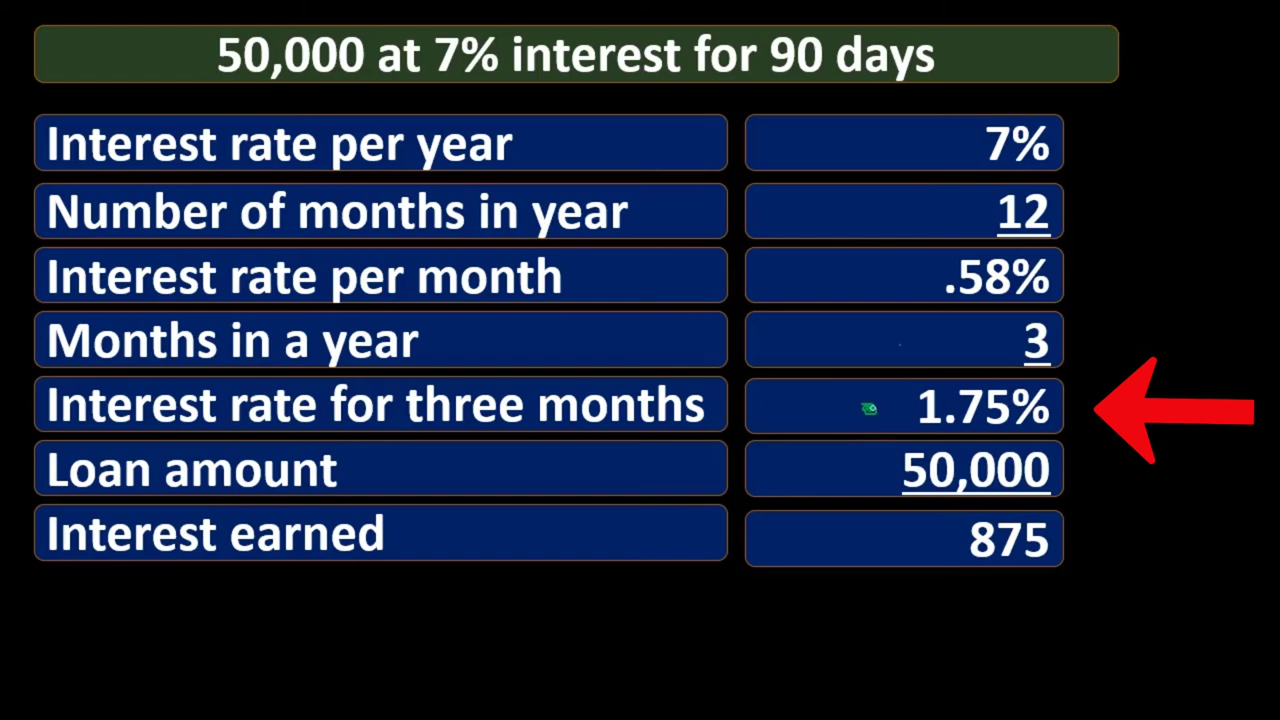 50,000 at 7% interest for 90 days
Interest rate per year 7%
Number of months in year 12
Interest rate per month .58%
Months in a year 3
Interest rate for three months 1.75%
Loan amount 50,000
Interest earned 875